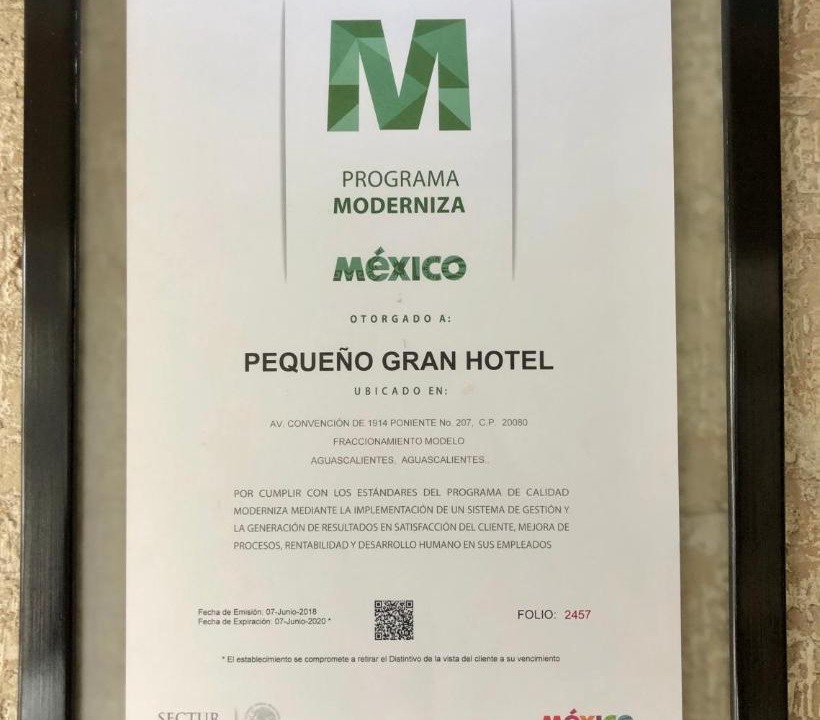 M
PROGRAMA
MODERNIZA
MÉXICO
OTORGADO A:
PEQUEÑO GRAN HOTEL
UBICADO EN:
AV. CONVENCIÓN DE 1914 PONIENTE No. 207, C.P. 20080
FRACCIONAMIENTO MODELO
AGUASCALIENTES, AGUASCALIENTES.,
POR CUMPLIR CON LOS ESTÁNDARES DEL PROGRAMA DE CALIDAD
MODERNIZA MEDIANTE LA IMPLEMENTACIÓN DE UN SISTEMA DE GESTIÓN Y
LA GENERACIÓN DE RESULTADOS EN SATISFACCIÓN DEL CLIENTE, MEJORA DE
PROCESOS, RENTABILIDAD Y DESARROLLO HUMANO EN SUS EMPLEADOS
Fecha de Emisión: 07-Junio-2018
Fecha de Expiración: 07-Junio-2020 *
FOLIO: 2457
* El establecimiento se compromete a retirar el Distintivo de la vista del cliente a su vencimiento
SECTUR
MÉXICO